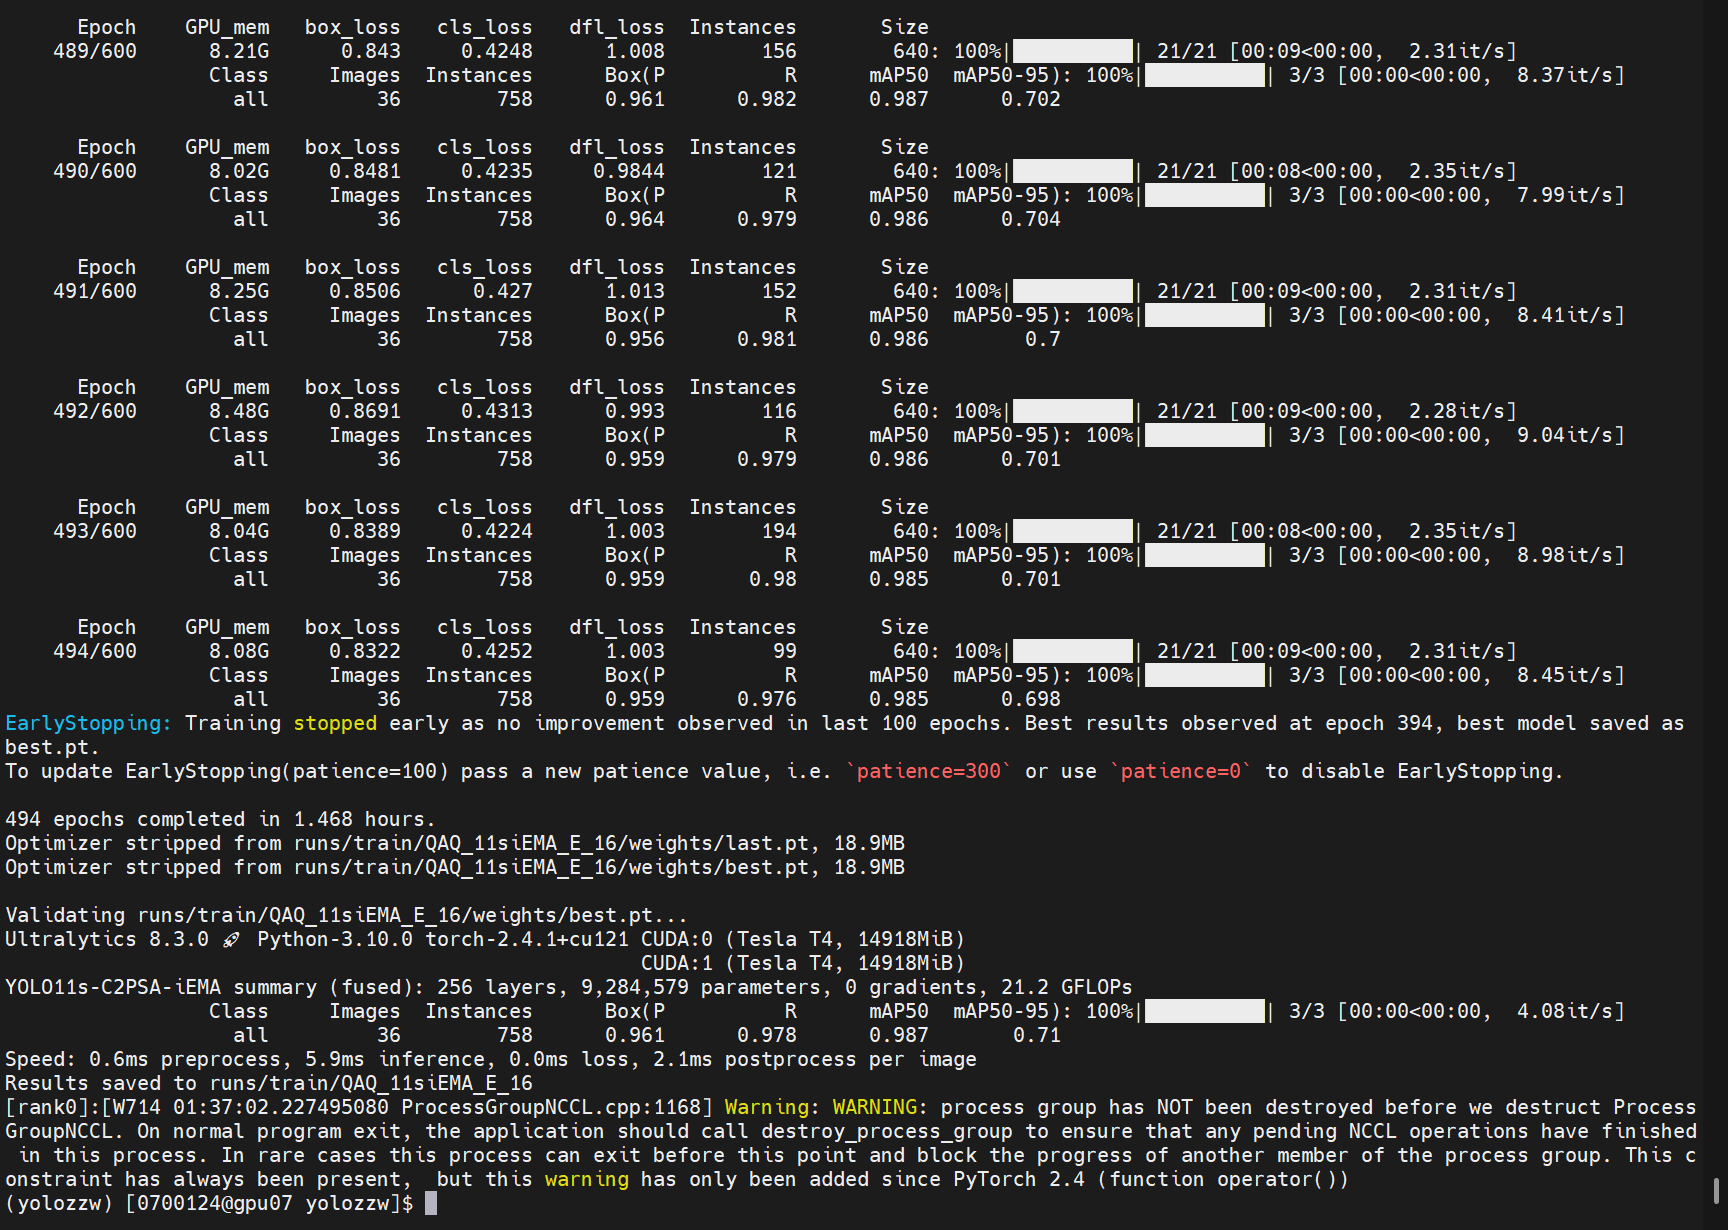 Epoch GPU_mem box_loss cls_loss dfl_loss Instances Size
489/600 8.21G 0.843 0.4248 1.008 156 640: 100%|██████████| 21/21 [00:09<00:00, 2.31it/s]
Class Images Instances Box(P R mAP50 mAP50-95): 100%|██████████| 3/3 [00:00<00:00, 8.37it/s]
all 36 758 0.961 0.982 0.987 0.702
Epoch GPU_mem box_loss cls_loss dfl_loss Instances Size
490/600 8.02G 0.8481 0.4235 0.9844 121 640: 100%|██████████| 21/21 [00:08<00:00, 2.35it/s]
Class Images Instances Box(P R mAP50 mAP50-95): 100%|██████████| 3/3 [00:00<00:00, 7.99it/s]
all 36 758 0.964 0.979 0.986 0.704
Epoch GPU_mem box_loss cls_loss dfl_loss Instances Size
491/600 8.25G 0.8506 0.427 1.013 152 640: 100%|██████████| 21/21 [00:09<00:00, 2.31it/s]
Class Images Instances Box(P R mAP50 mAP50-95): 100%|██████████| 3/3 [00:00<00:00, 8.41it/s]
all 36 758 0.956 0.981 0.986 0.7
Epoch GPU_mem box_loss cls_loss dfl_loss Instances Size
492/600 8.48G 0.8691 0.4313 0.993 116 640: 100%|██████████| 21/21 [00:09<00:00, 2.28it/s]
Class Images Instances Box(P R mAP50 mAP50-95): 100%|██████████| 3/3 [00:00<00:00, 9.04it/s]
all 36 758 0.959 0.979 0.986 0.701
Epoch GPU_mem box_loss cls_loss dfl_loss Instances Size
493/600 8.04G 0.8389 0.4224 1.003 194 640: 100%|██████████| 21/21 [00:08<00:00, 2.35it/s]
Class Images Instances Box(P R mAP50 mAP50-95): 100%|██████████| 3/3 [00:00<00:00, 8.98it/s]
all 36 758 0.959 0.98 0.985 0.701
Epoch GPU_mem box_loss cls_loss dfl_loss Instances Size
494/600 8.08G 0.8322 0.4252 1.003 99 640: 100%|██████████| 21/21 [00:09<00:00, 2.31it/s]
Class Images Instances Box(P R mAP50 mAP50-95): 100%|██████████| 3/3 [00:00<00:00, 8.45it/s]
all 36 758 0.959 0.976 0.985 0.698
EarlyStopping: Training stopped early as no improvement observed in last 100 epochs. Best results observed at epoch 394, best model saved as
best.pt.
To update EarlyStopping(patience=100) pass a new patience value, i.e. `patience=300` or use `patience=0` to disable EarlyStopping.
494 epochs completed in 1.468 hours.
Optimizer stripped from runs/train/QAQ_11siEMA_E_16/weights/last.pt, 18.9MB
Optimizer stripped from runs/train/QAQ_11siEMA_E_16/weights/best.pt, 18.9MB
Validating runs/train/QAQ_11siEMA_E_16/weights/best.pt...
Ultralytics 8.3.0 🚀 Python-3.10.0 torch-2.4.1+cu121 CUDA:0 (Tesla T4, 14918MiB)
CUDA:1 (Tesla T4, 14918MiB)
YOLO11s-C2PSA-iEMA summary (fused): 256 layers, 9,284,579 parameters, 0 gradients, 21.2 GFLOPs
Class Images Instances Box(P R mAP50 mAP50-95): 100%|██████████| 3/3 [00:00<00:00, 4.08it/s]
all 36 758 0.961 0.978 0.987 0.71
Speed: 0.6ms preprocess, 5.9ms inference, 0.0ms loss, 2.1ms postprocess per image
Results saved to runs/train/QAQ_11siEMA_E_16
[rank0]:[W714 01:37:02.227495080 ProcessGroupNCCL.cpp:1168] Warning: WARNING: process group has NOT been destroyed before we destruct Process
GroupNCCL. On normal program exit, the application should call destroy_process_group to ensure that any pending NCCL operations have finished
in this process. In rare cases this process can exit before this point and block the progress of another member of the process group. This c
onstraint has always been present,  but this warning has only been added since PyTorch 2.4 (function operator())
(yolozzw) [0700124@gpu07 yolozzw]$